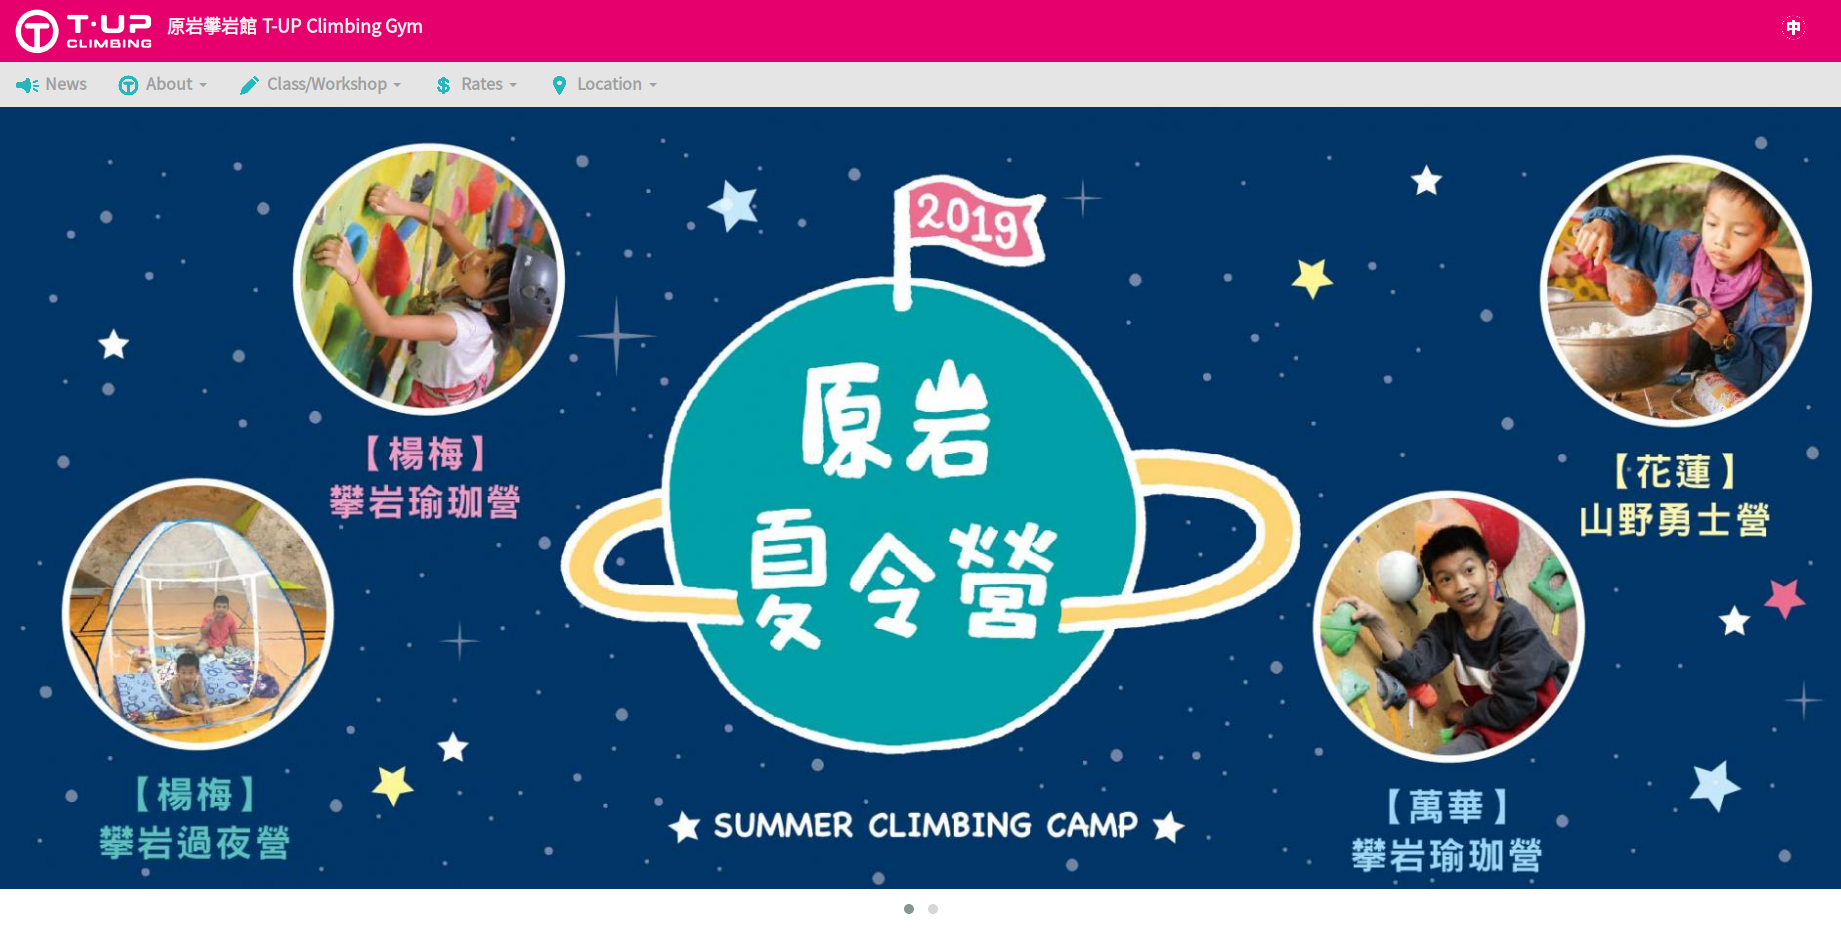 T-UP
CLIMBING
原岩攀岩館 T-UP Climbing Gym
中
News
About
Class/Workshop
Rates
Location
2019
原岩
夏令營
【楊梅】
攀岩瑜珈營
【花蓮】
山野勇士營
【楊梅】
攀岩過夜營
【萬華】
攀岩瑜珈營
SUMMER CLIMBING CAMP